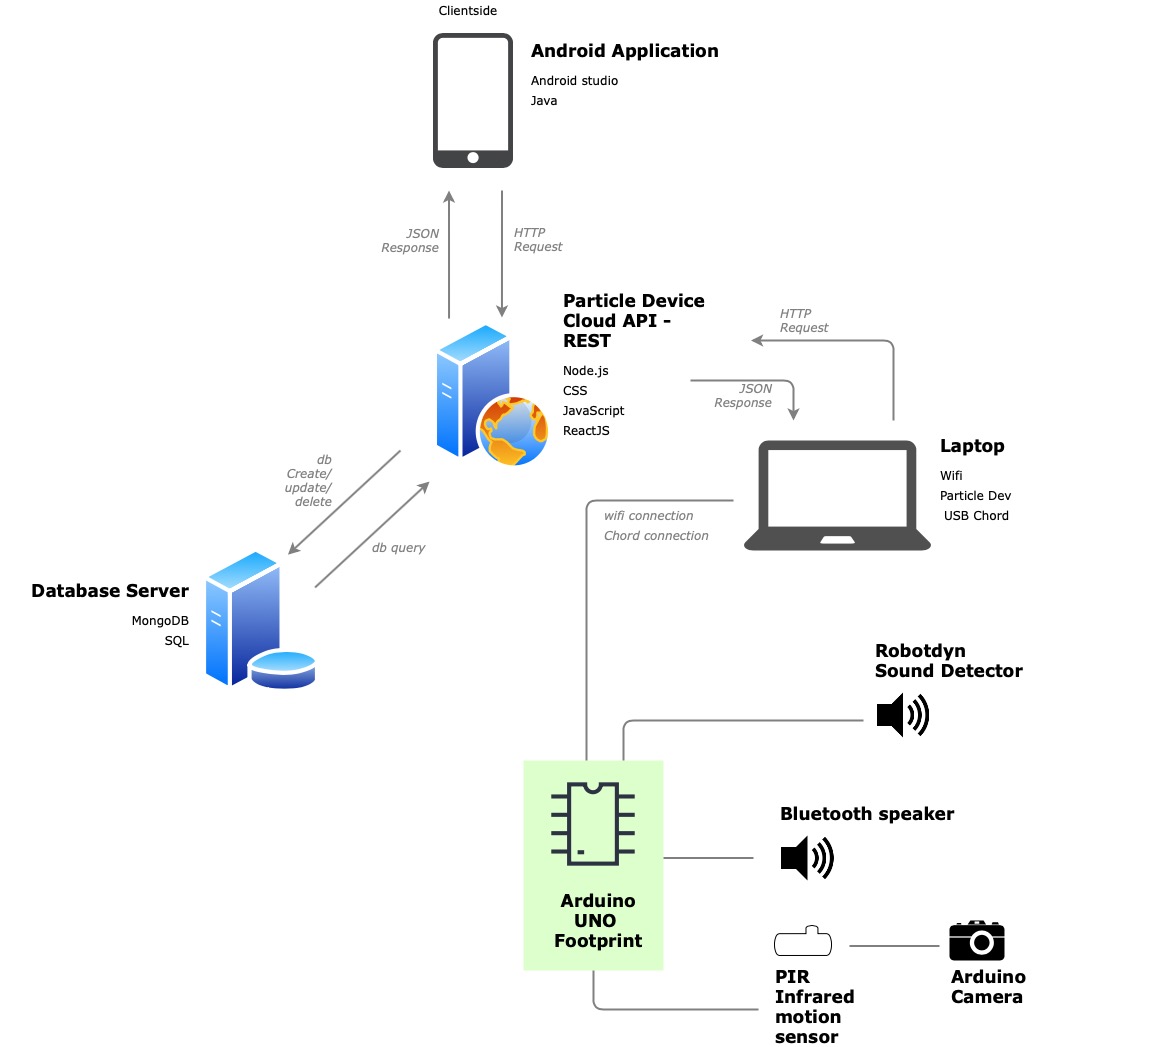 Clientside
Android Application
Android studio
Java
JSON
Response
HTTP
Request
Particle Device
Cloud API -
REST
Node.js
CSS
JavaScript
ReactJS
HTTP
Request
JSON
Response
Laptop
Wifi
Particle Dev
USB Chord
db
Create/
update/
delete
db query
wifi connection
Chord connection
Database Server
MongoDB
SQL
Robotdyn
Sound Detector
Bluetooth speaker
Arduino
UNO
Footprint
PIR
Infrared
motion
sensor
Arduino
Camera